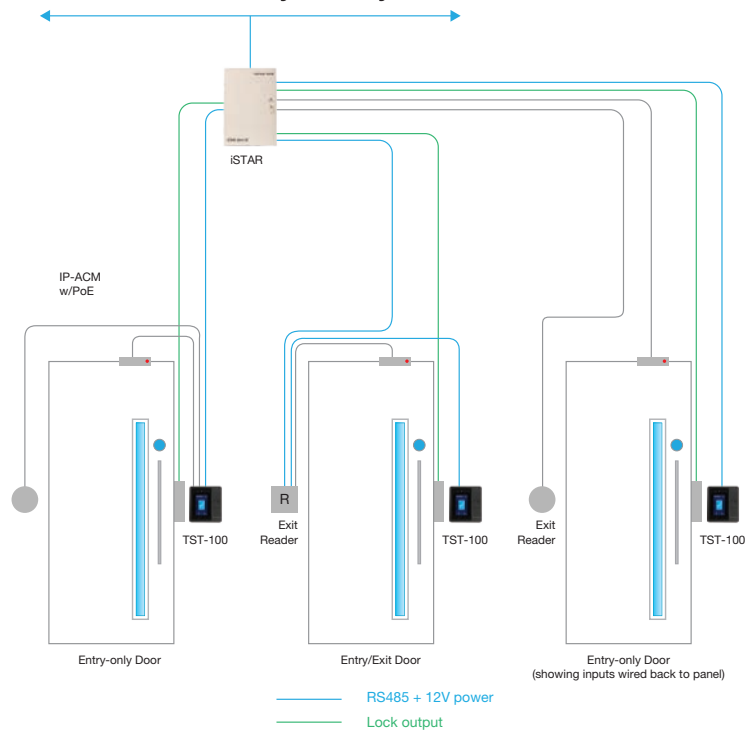 iSTAR
IP-ACM
w/PoE
R
Exit
Reader
Exit
Reader
TST-100
TST-100
TST-100
Entry-only Door
Entry/Exit Door
Entry-only Door
(showing inputs wired back to panel)
RS485 + 12V power
Lock output